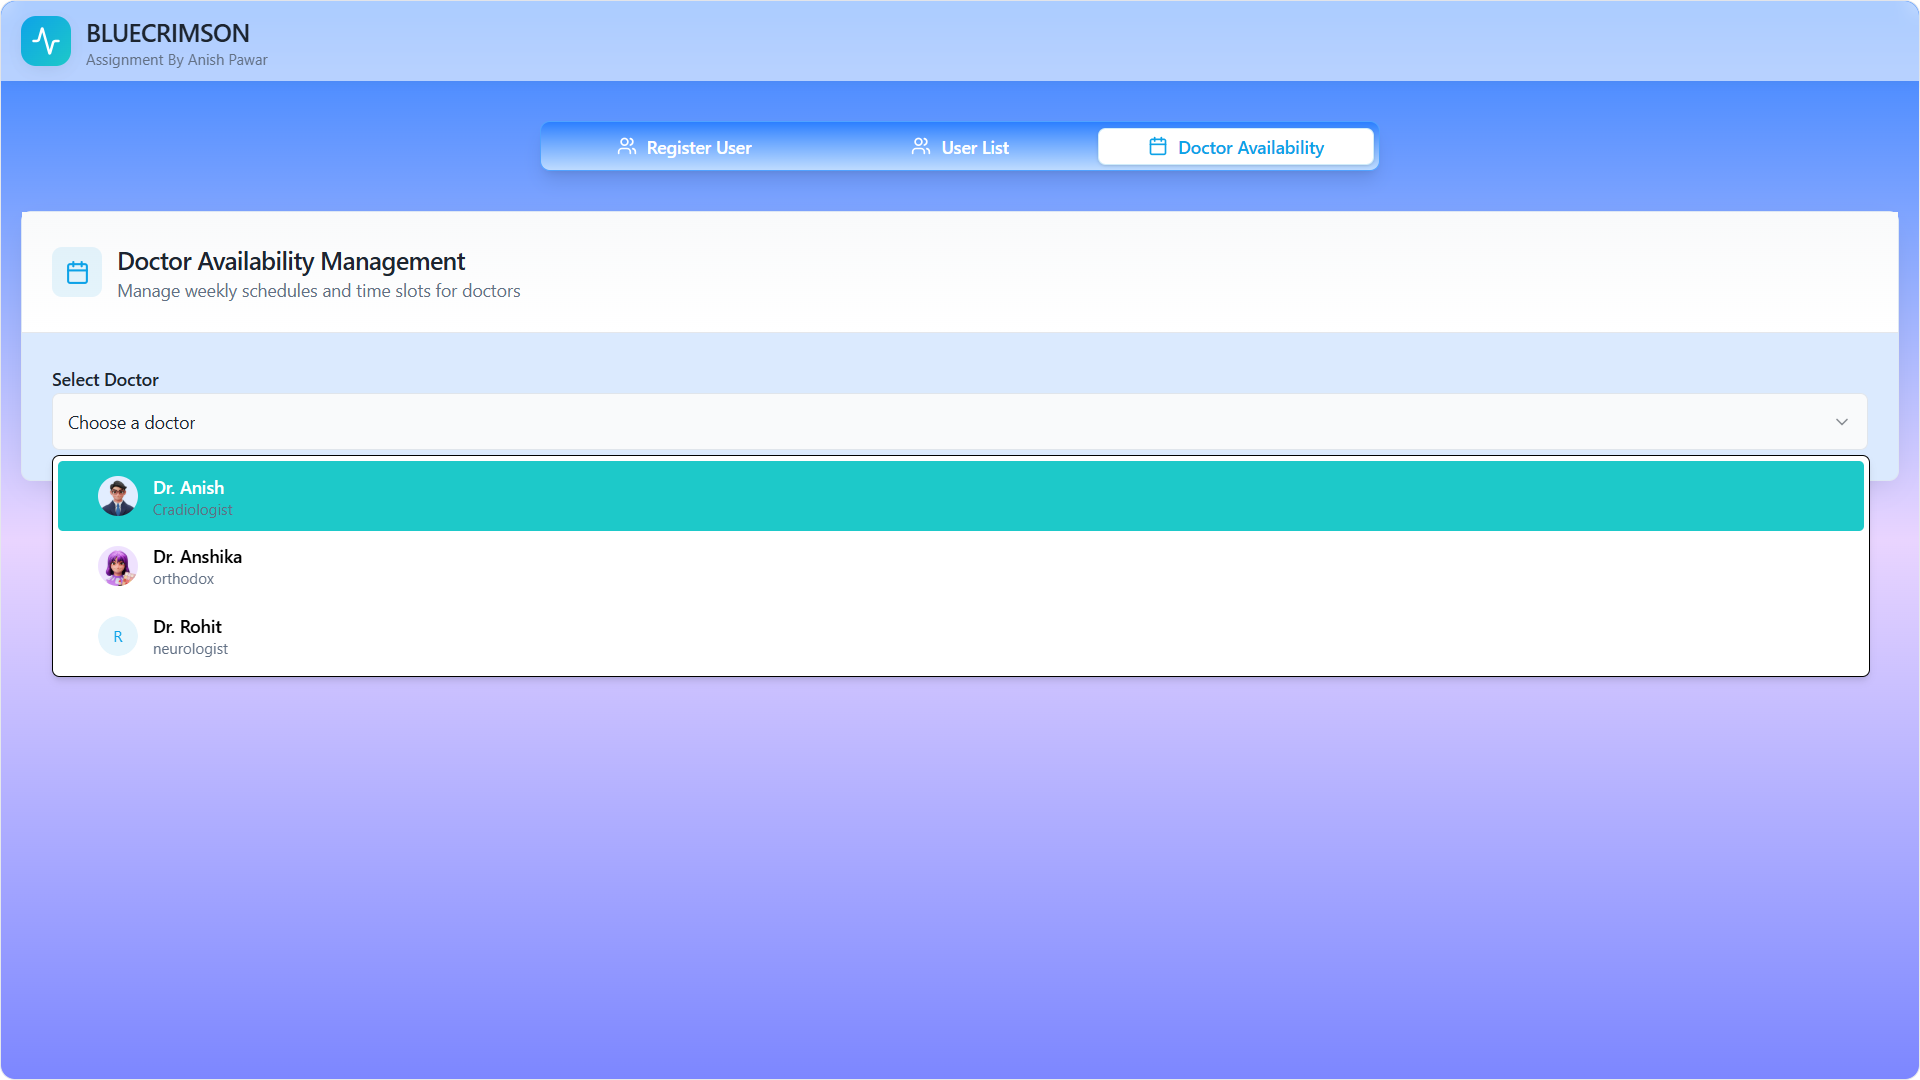 BLUECRIMSON
Assignment By Anish Pawar
Register User
User List
Doctor Availability
Doctor Availability Management
Manage weekly schedules and time slots for doctors
Select Doctor
Choose a doctor
Dr. Anish
Cradiologist
Dr. Anshika
orthodox
R
Dr. Rohit
neurologist